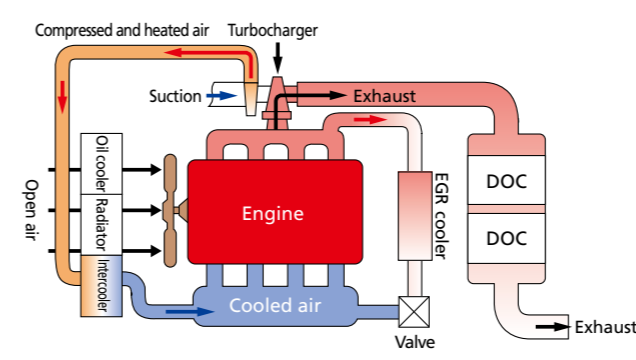 Compressed and heated air
Turbocharger
Suction
Exhaust
Oil cooler
Radiator
Intercooler
Open air
Engine
EGR cooler
DOC
DOC
Cooled air
Valve
Exhaust